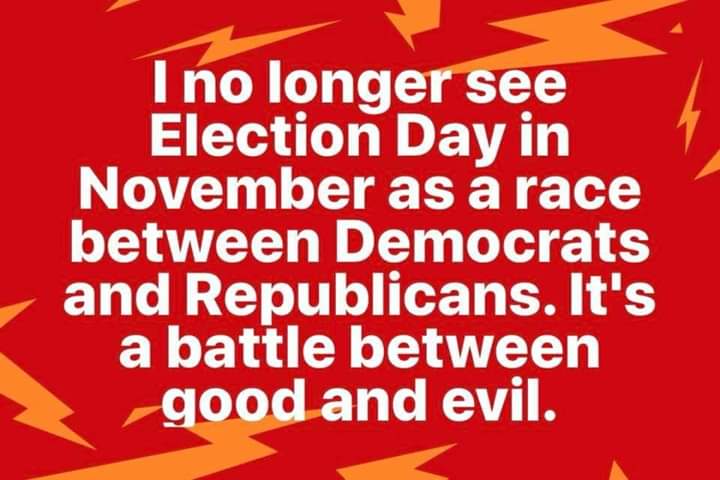 I no longer see
Election Day in
November as a race
between Democrats
and Republicans. It's
a battle between
good and evil.